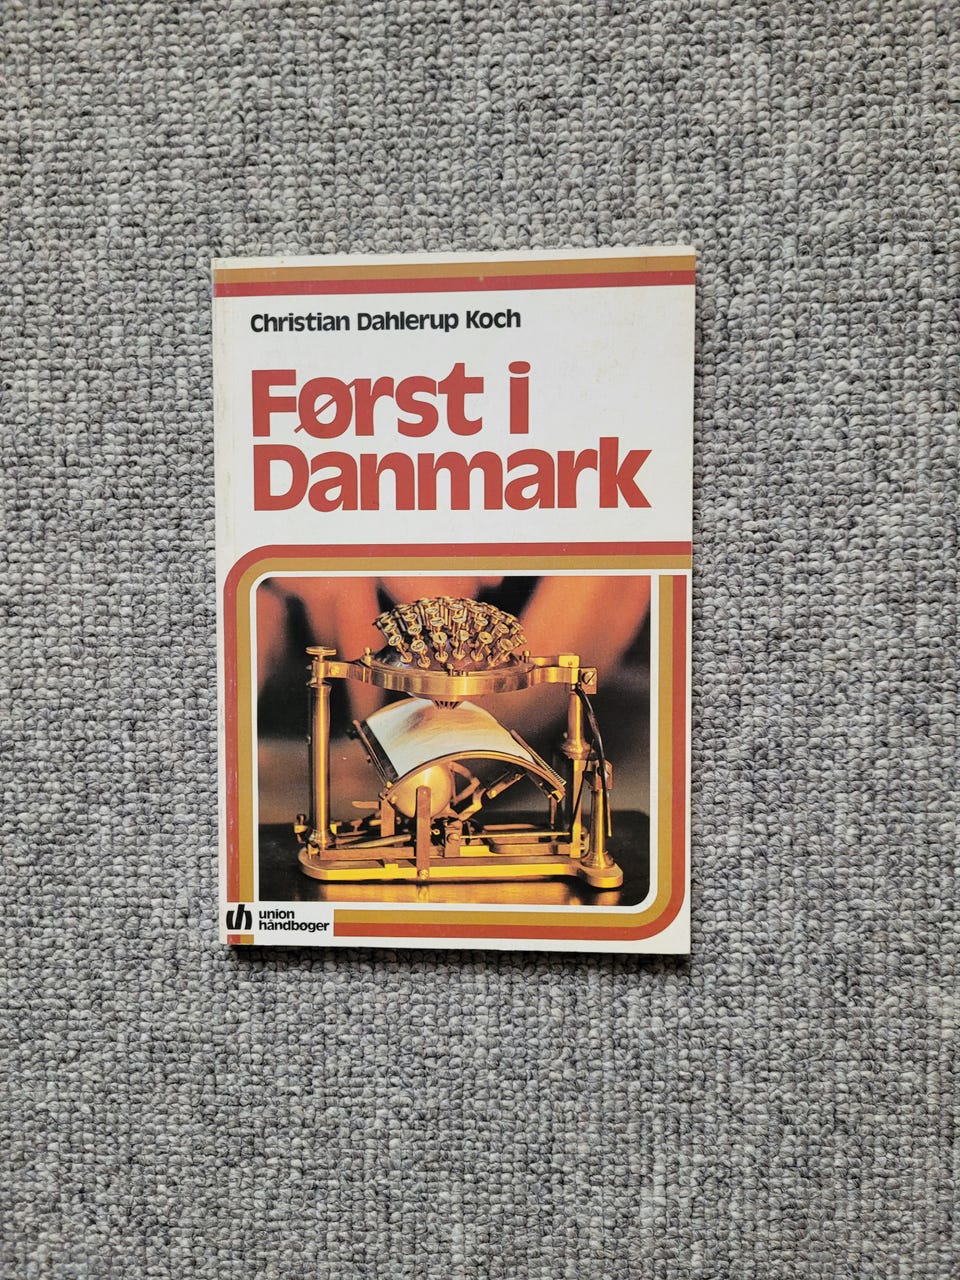 Christian Dahlerup Koch
Først i
Danmark
uh union
håndbøger